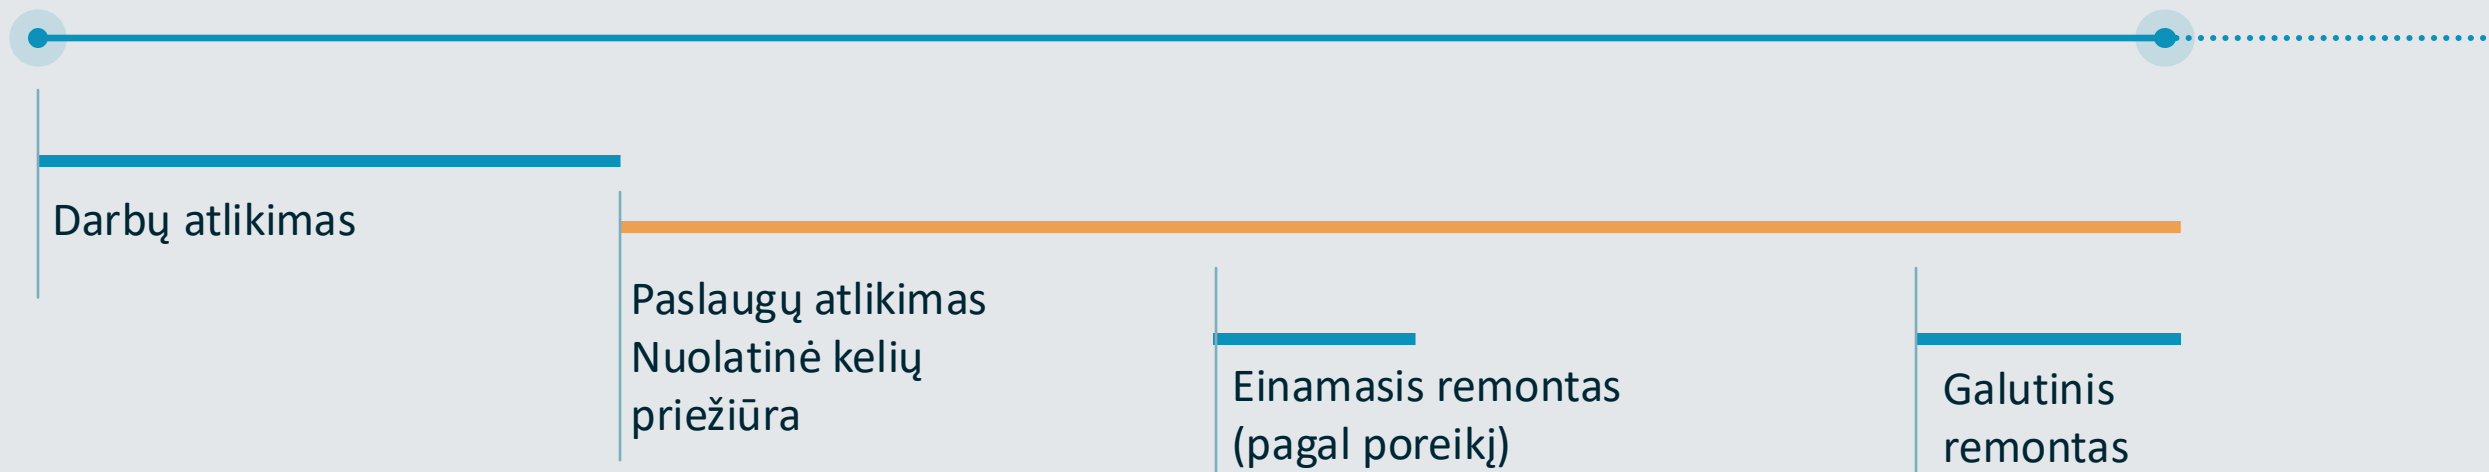 Darbų atlikimas
Paslaugų atlikimas
Nuolatinė kelių
priežiūra
Einamasis remontas
(pagal poreikį)
Galutinis
remontas